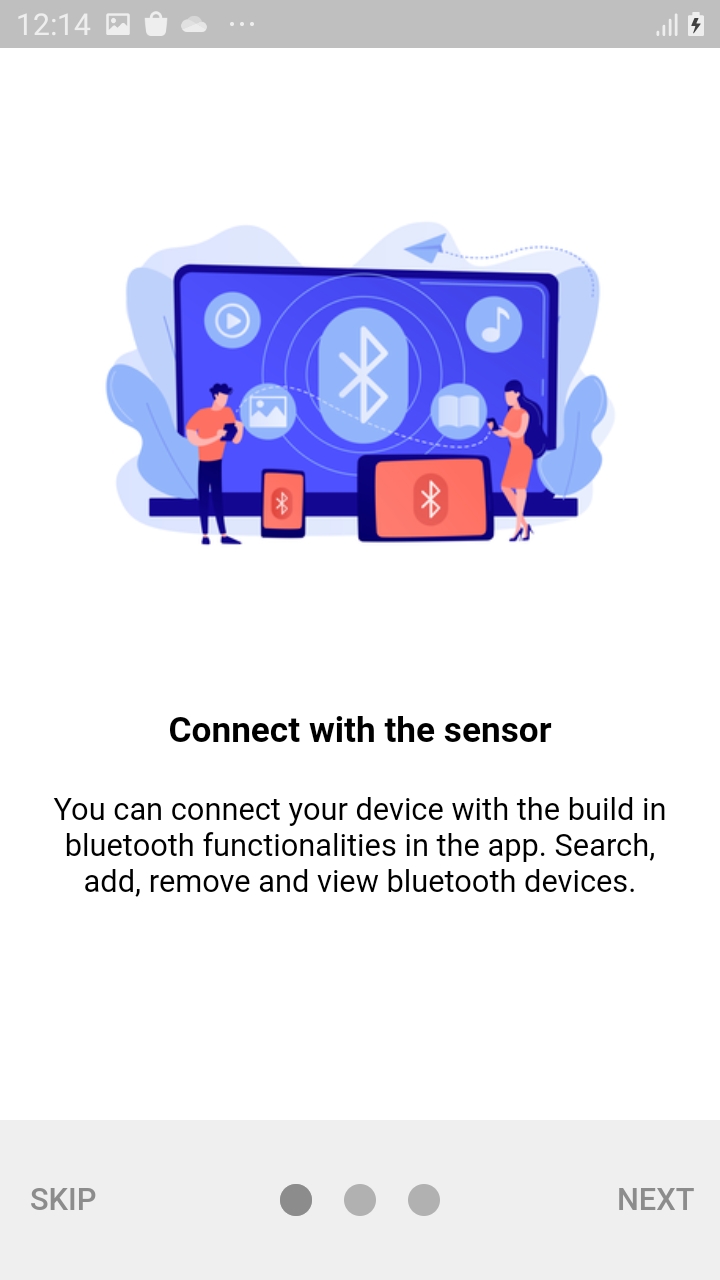 12:14
Connect with the sensor
You can connect your device with the build in
bluetooth functionalities in the app. Search,
add, remove and view bluetooth devices.
SKIP
NEXT